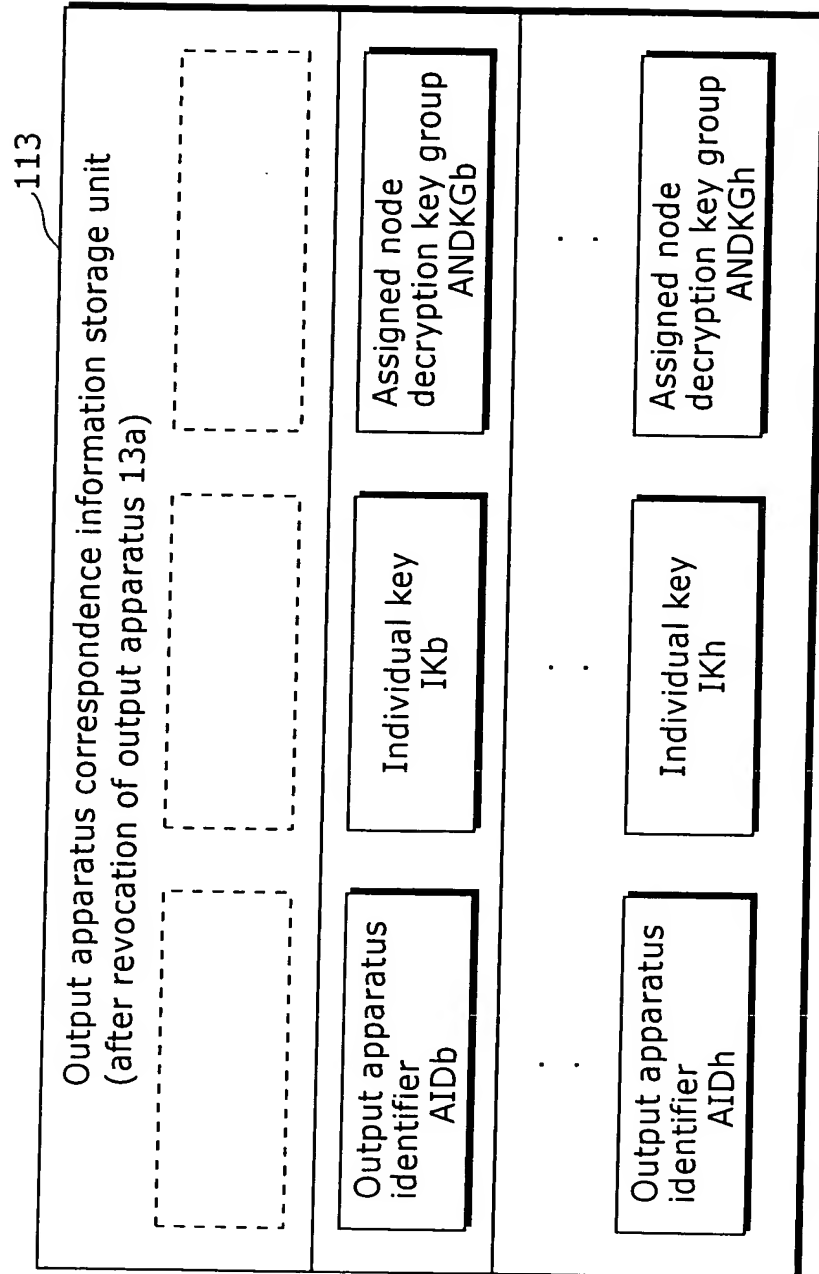 113
Output apparatus correspondence information storage unit
(after revocation of output apparatus 13a)
Output apparatus
identifier
AIDb
Individual key
IKb
Assigned node
decryption key group
ANDKGb
Output apparatus
identifier
AIDh
Individual key
IKh
Assigned node
decryption key group
ANDKGh